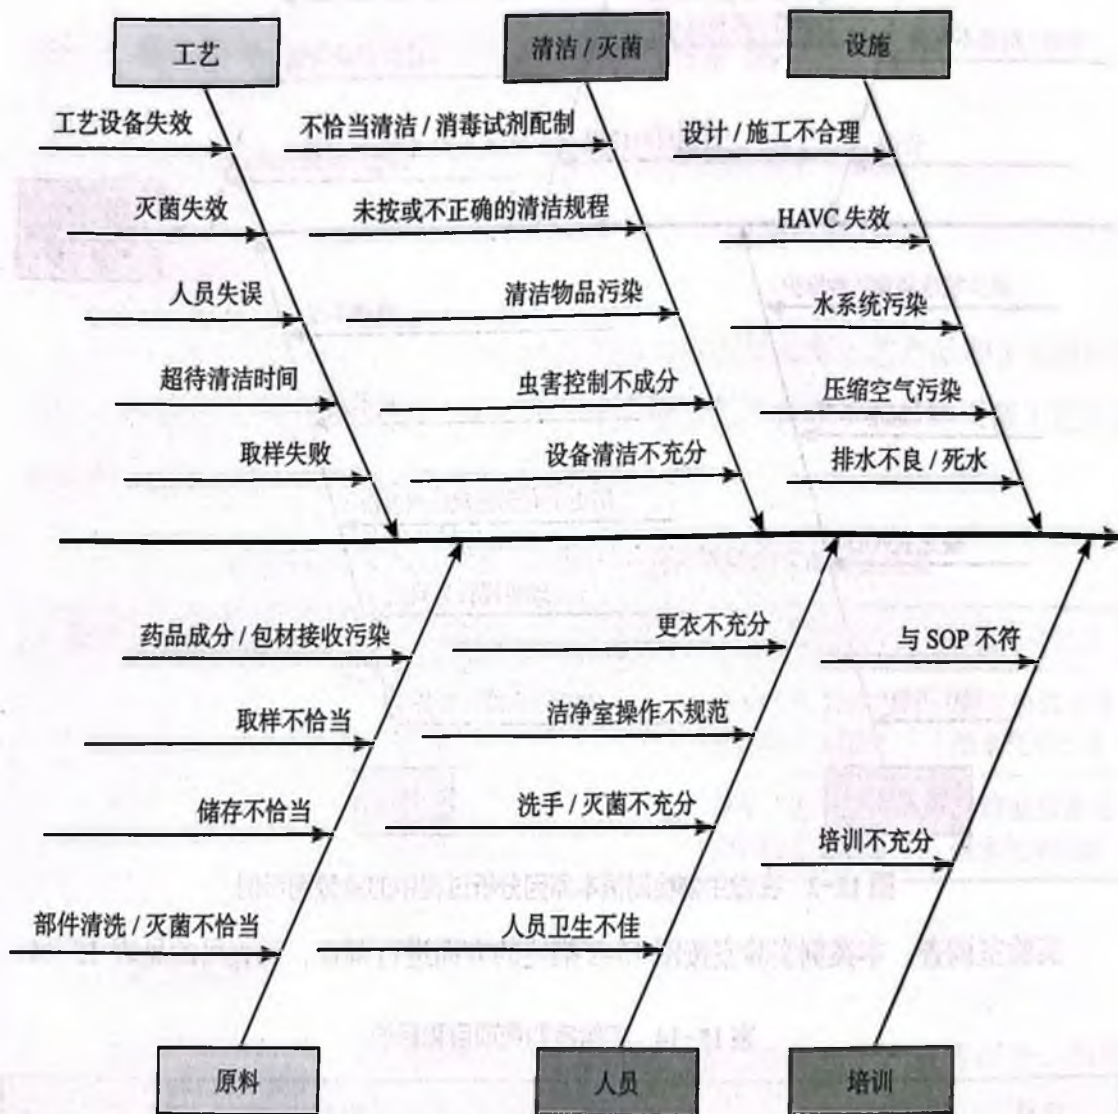 工艺
清洁 / 灭菌
设施
工艺设备失效
不恰当清洁 / 消毒试剂配制
设计 / 施工不合理
灭菌失效
未按或不正确的清洁规程
HAVC 失效
人员失误
清洁物品污染
水系统污染
超待清洁时间
虫害控制不成分
压缩空气污染
取样失败
设备清洁不充分
排水不良 / 死水
药品成分 / 包材接收污染
更衣不充分
与 SOP 不符
取样不恰当
洁净室操作不规范
储存不恰当
洗手 / 灭菌不充分
培训不充分
部件清洗 / 灭菌不恰当
人员卫生不佳
原料
人员
培训